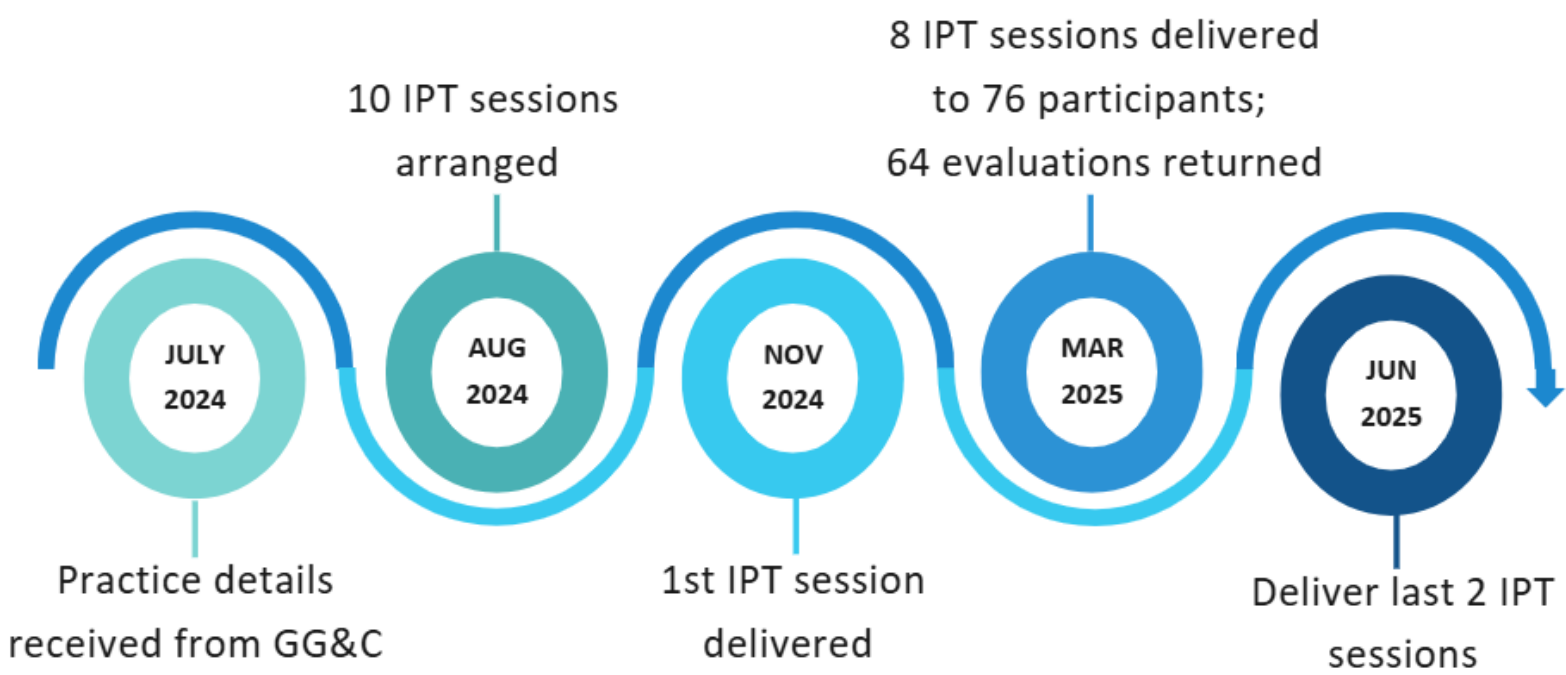 JULY
2024
Practice details
received from GG&C
10 IPT sessions
arranged
AUG
2024
NOV
2024
1st IPT session
delivered
8 IPT sessions delivered
to 76 participants;
64 evaluations returned
MAR
2025
JUN
2025
Deliver last 2 IPT
sessions